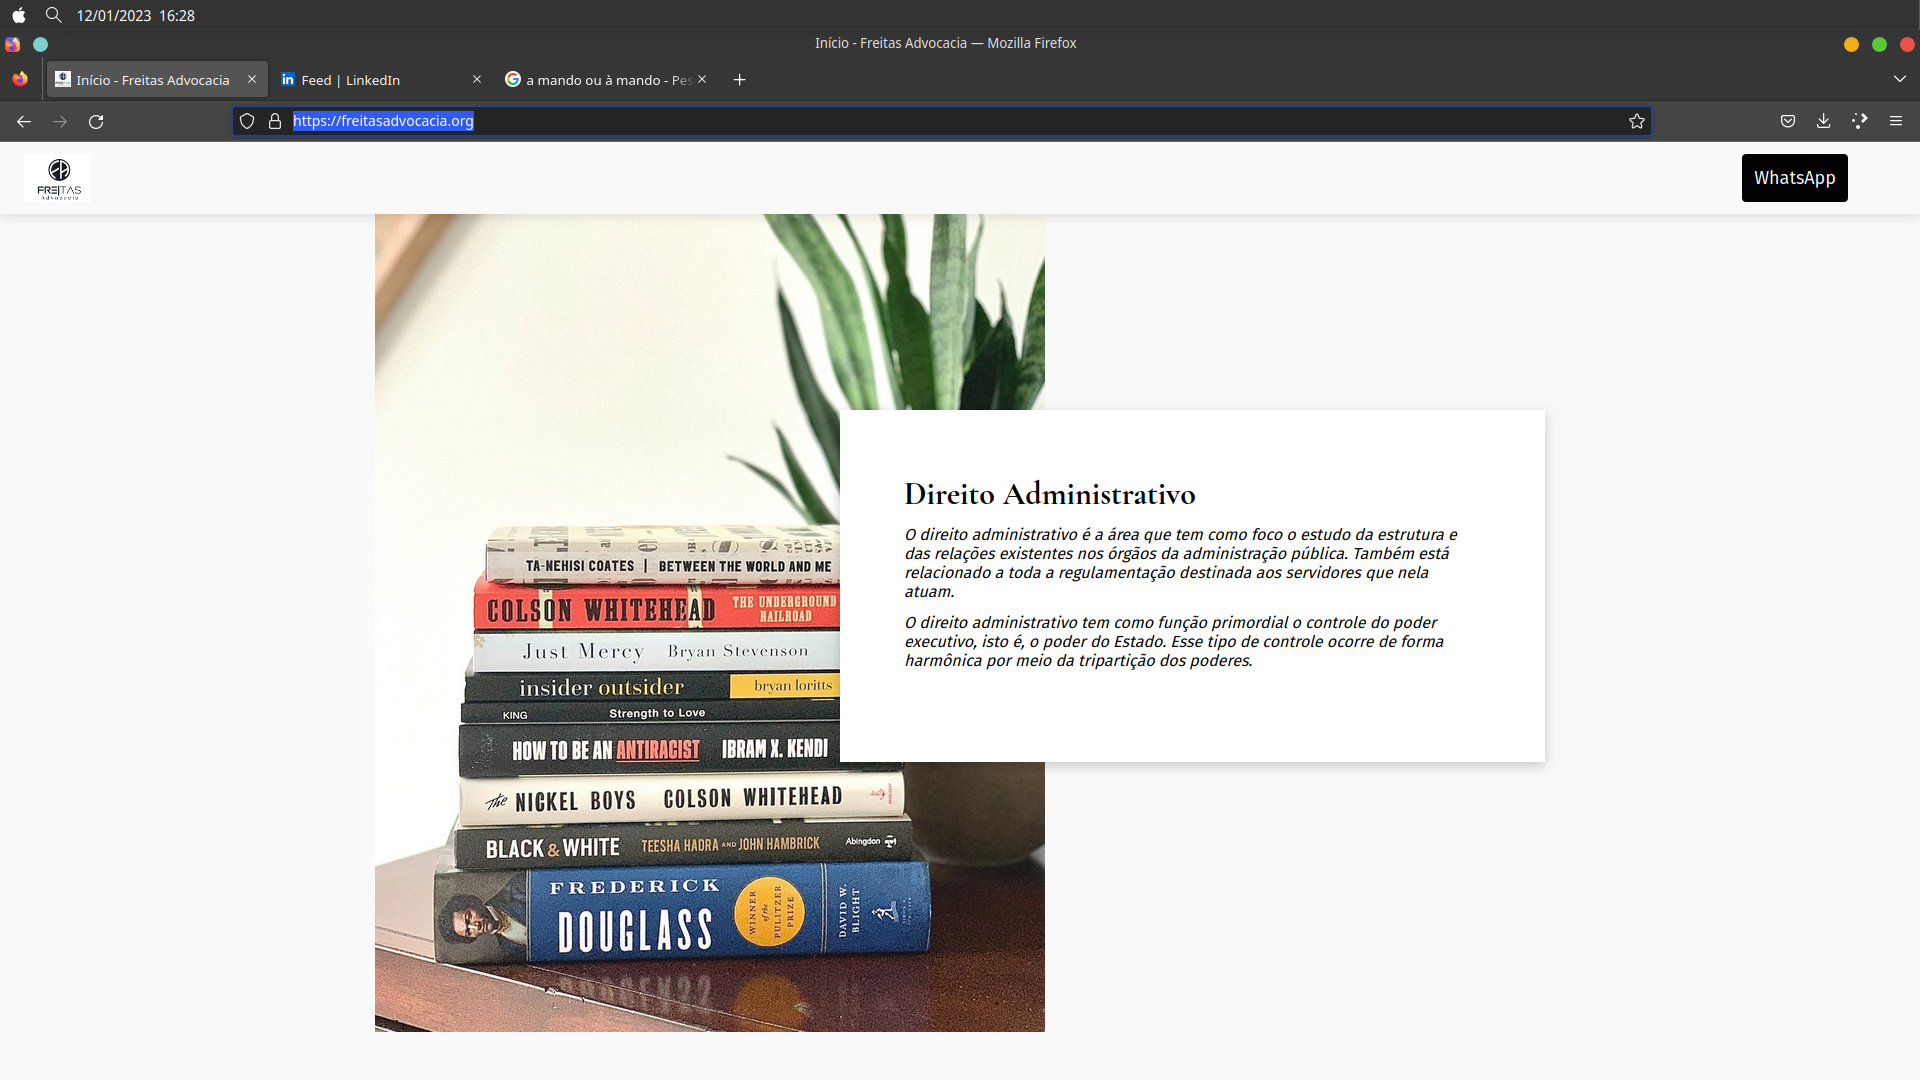 12/01/2023 16:28
Início - Freitas Advocacia — Mozilla Firefox
Início - Freitas Advocacia
Feed | LinkedIn
a mando ou à mando - Pes
https://freitasadvocacia.org
FREITAS
Advocacia
WhatsApp
Direito Administrativo
O direito administrativo é a área que tem como foco o estudo da estrutura e
das relações existentes nos órgãos da administração pública. Também está
relacionado a toda a regulamentação destinada aos servidores que nela
atuam.
O direito administrativo tem como função primordial o controle do poder
executivo, isto é, o poder do Estado. Esse tipo de controle ocorre de forma
harmônica por meio da tripartição dos poderes.
TA-NEHISI COATES | BETWEEN THE WORLD AND ME
COLSON WHITEHEAD THE UNDERGROUND
RAILROAD
Just Mercy Bryan Stevenson
insider outsider bryan loritts
KING Strength to Love
HOW TO BE AN ANTIRACIST IBRAM X. KENDI
The NICKEL BOYS COLSON WHITEHEAD
BLACK & WHITE TEESHA HADRA AND JOHN HAMBRICK Abingdon
FREDERICK
DOUGLASS
WINNER
of the
PULITZER
PRIZE
DAVID W.
BLIGHT